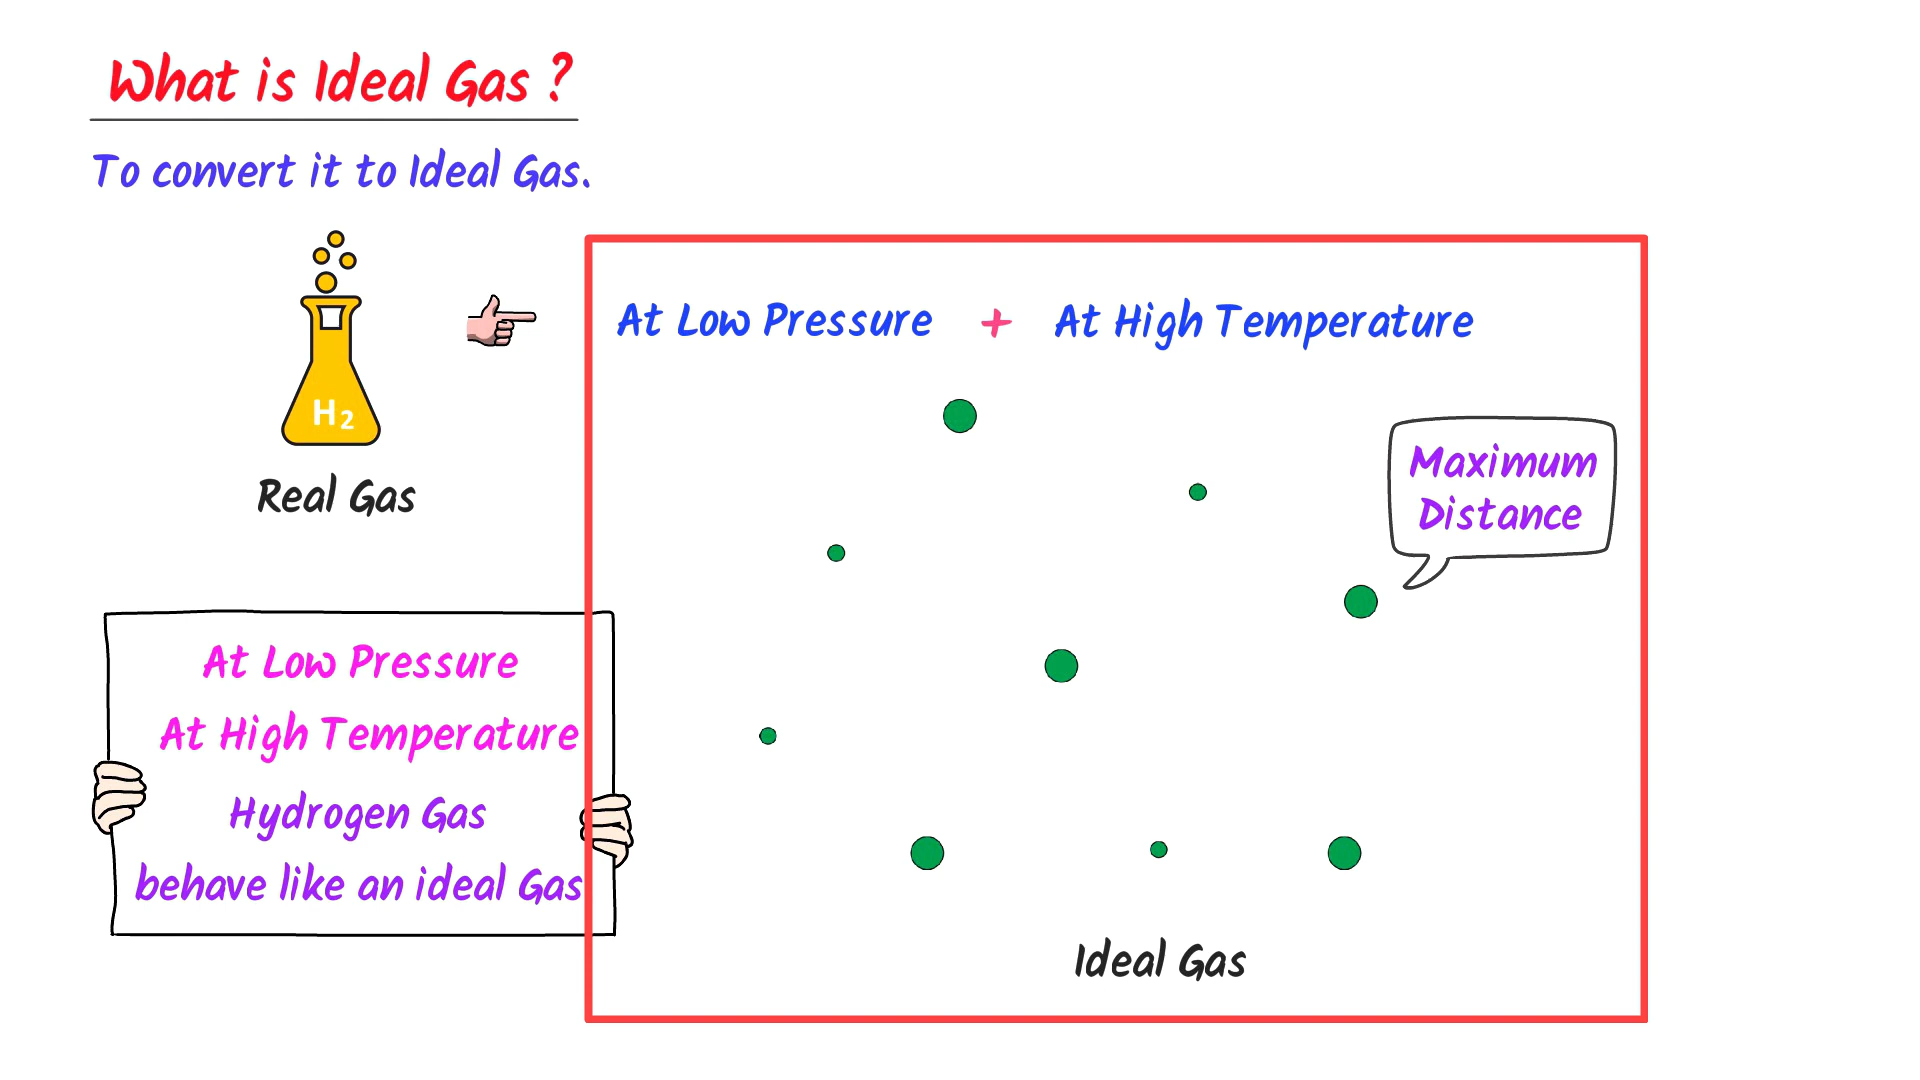 What is Ideal Gas ?
To convert it to Ideal Gas.
H2
Real Gas
At Low Pressure + At High Temperature
Maximum
Distance
At Low Pressure
At High Temperature
Hydrogen Gas
behave like an ideal Gas
Ideal Gas